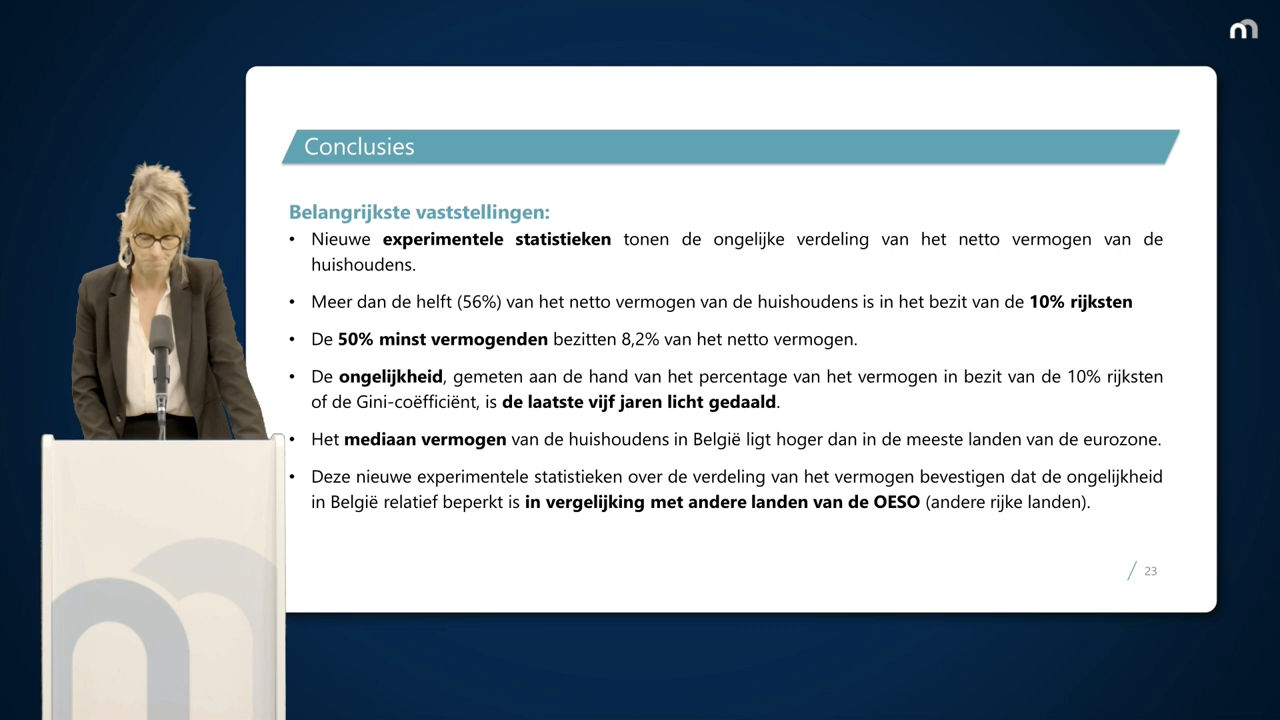 Conclusies
Belangrijkste vaststellingen:
• Nieuwe experimentele statistieken tonen de ongelijke verdeling van het netto vermogen van de
huishoudens.
• Meer dan de helft (56%) van het netto vermogen van de huishoudens is in het bezit van de 10% rijksten
• De 50% minst vermogenden bezitten 8,2% van het netto vermogen.
• De ongelijkheid, gemeten aan de hand van het percentage van het vermogen in bezit van de 10% rijksten
of de Gini-coëfficiënt, is de laatste vijf jaren licht gedaald.
• Het mediaan vermogen van de huishoudens in België ligt hoger dan in de meeste landen van de eurozone.
• Deze nieuwe experimentele statistieken over de verdeling van het vermogen bevestigen dat de ongelijkheid
in België relatief beperkt is in vergelijking met andere landen van de OESO (andere rijke landen).
/ 23